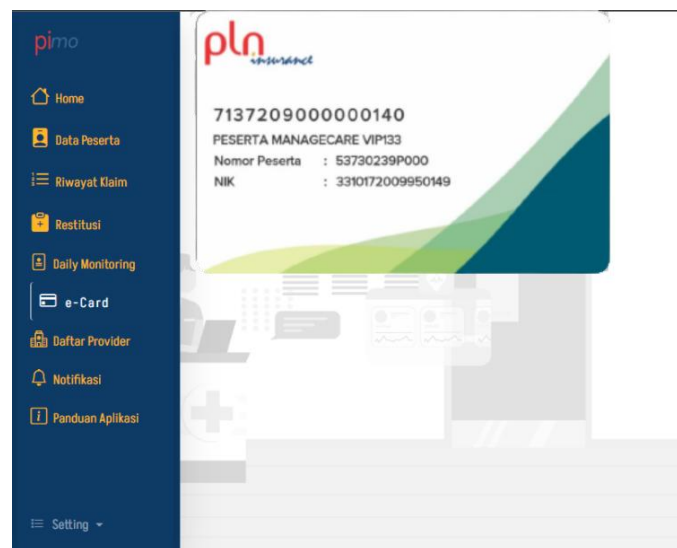 pimo
Home
Data Peserta
Riwayat Klaim
Restitusi
Daily Monitoring
e-Card
Daftar Provider
Notifikasi
Panduan Aplikasi
Setting
pln
insurance
7137209000000140
PESERTA MANAGECARE VIP133
Nomor Peserta : 53730239P000
NIK : 3310172009950149